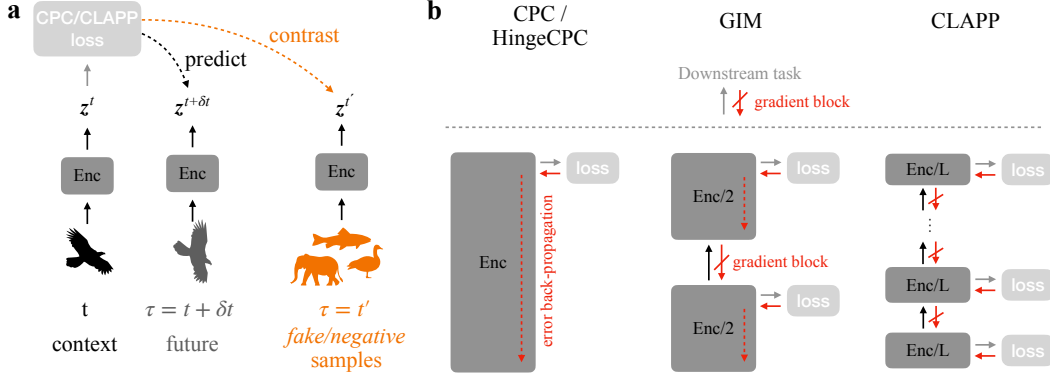 a
CPC/CLAPP
loss
contrast
predict
z^t
z^{t+δt}
z^{t′}
Enc
Enc
Enc
t
τ = t + δt
τ = t′
context
future
fake/negative
samples
b
CPC /
HingeCPC
GIM
CLAPP
Downstream task
gradient block
Enc
error back-propagation
loss
Enc/2
loss
gradient block
Enc/2
loss
Enc/L
loss
⋮
Enc/L
loss
Enc/L
loss